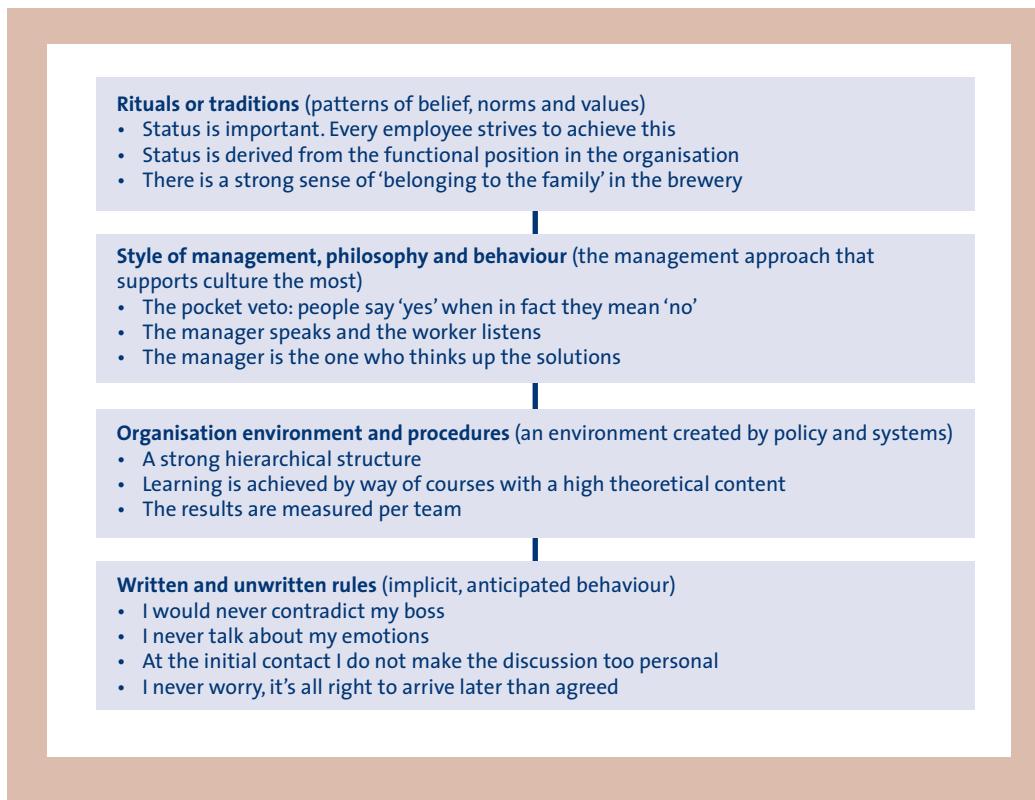 Rituals or traditions (patterns of belief, norms and values)
• Status is important. Every employee strives to achieve this
• Status is derived from the functional position in the organisation
• There is a strong sense of ‘belonging to the family’ in the brewery
Style of management, philosophy and behaviour (the management approach that
supports culture the most)
• The pocket veto: people say ‘yes’ when in fact they mean ‘no’
• The manager speaks and the worker listens
• The manager is the one who thinks up the solutions
Organisation environment and procedures (an environment created by policy and systems)
• A strong hierarchical structure
• Learning is achieved by way of courses with a high theoretical content
• The results are measured per team
Written and unwritten rules (implicit, anticipated behaviour)
• I would never contradict my boss
• I never talk about my emotions
• At the initial contact I do not make the discussion too personal
• I never worry, it’s all right to arrive later than agreed